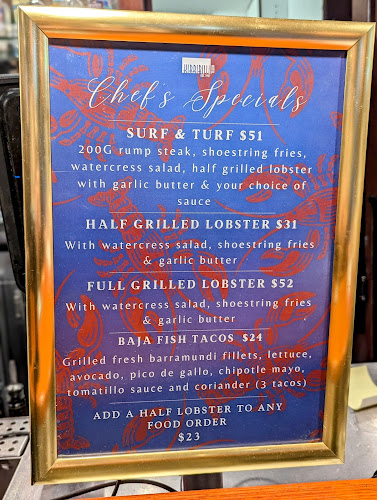 Chef's Specials
SURF & TURF $51
200G rump steak, shoestring fries,
watercress salad, half grilled lobster
with garlic butter & your choice of
sauce
HALF GRILLED LOBSTER $31
With watercress salad, shoestring fries
& garlic butter
FULL GRILLED LOBSTER $52
With watercress salad, shoestring fries
& garlic butter
BAJA FISH TACOS $24
Grilled fresh barramundi fillets, lettuce,
avocado, pico de gallo, chipotle mayo,
tomatillo sauce and coriander (3 tacos)
ADD A HALF LOBSTER TO ANY
FOOD ORDER
$23